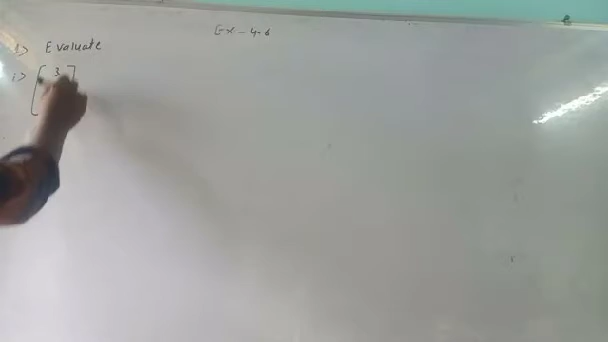 Ex-4.6
1> Evaluate
i> [ 3 ]